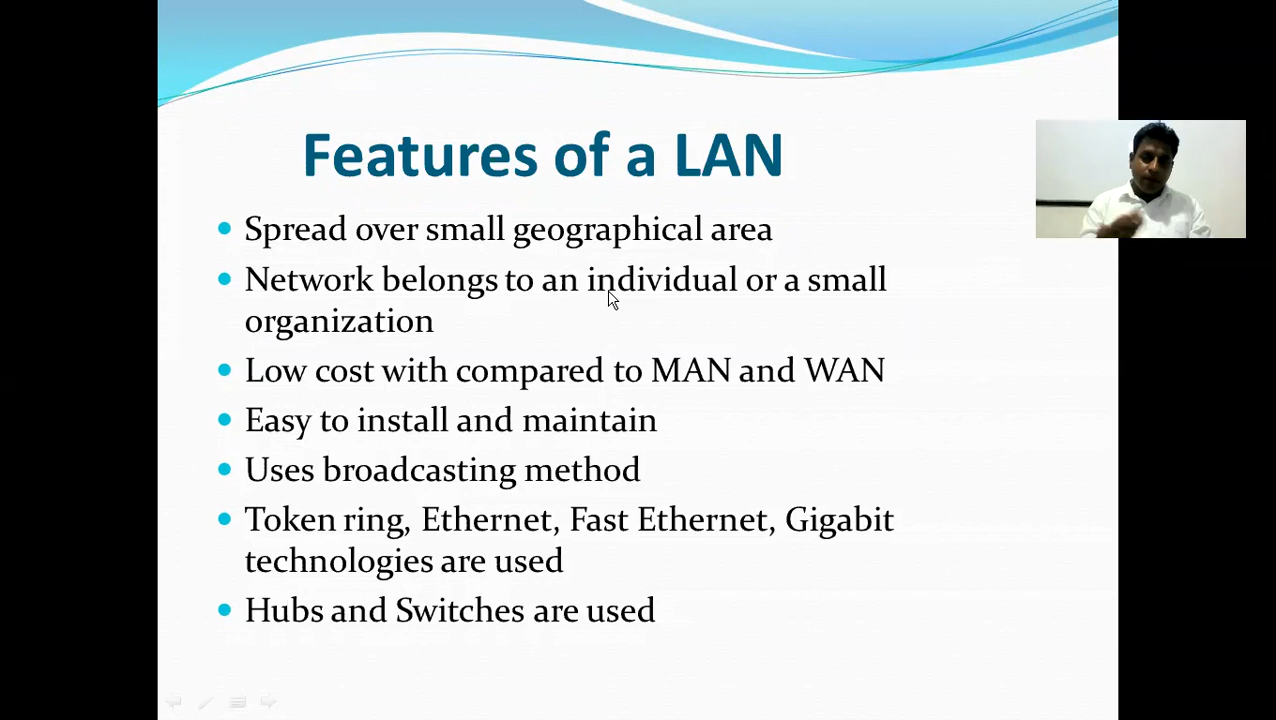 Features of a LAN
Spread over small geographical area
Network belongs to an individual or a small
organization
Low cost with compared to MAN and WAN
Easy to install and maintain
Uses broadcasting method
Token ring, Ethernet, Fast Ethernet, Gigabit
technologies are used
Hubs and Switches are used